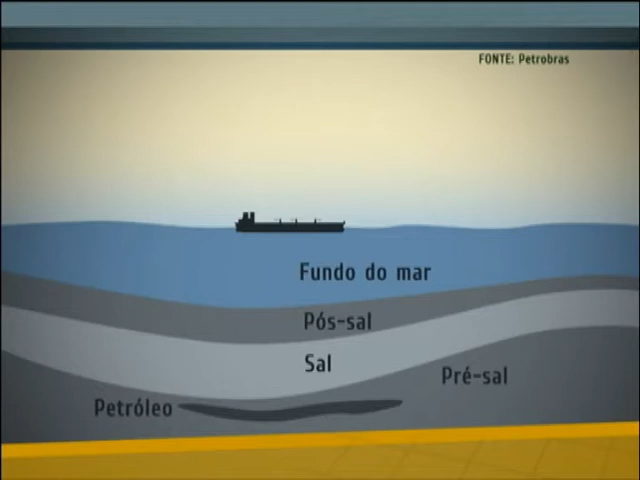 FONTE: Petrobras
Fundo do mar
Pós-sal
Sal
Pré-sal
Petróleo